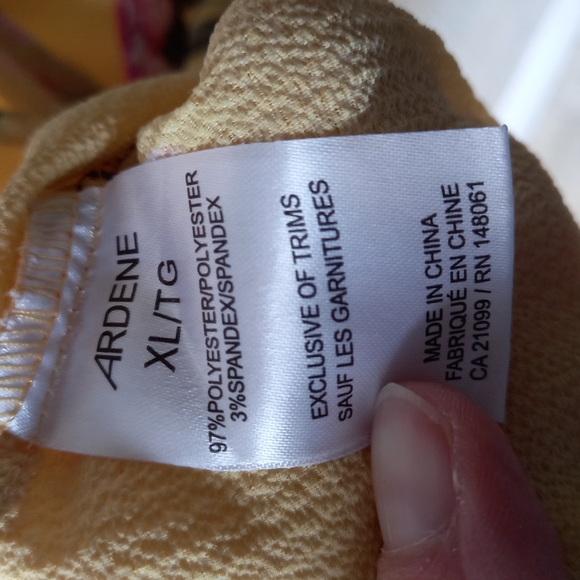 ARDENE
XL/TG
97%POLYESTER/POLYESTER
3%SPANDEX/SPANDEX
EXCLUSIVE OF TRIMS
SAUF LES GARNITURES
MADE IN CHINA
FABRIQUÉ EN CHINE
CA 21099 / RN 148061